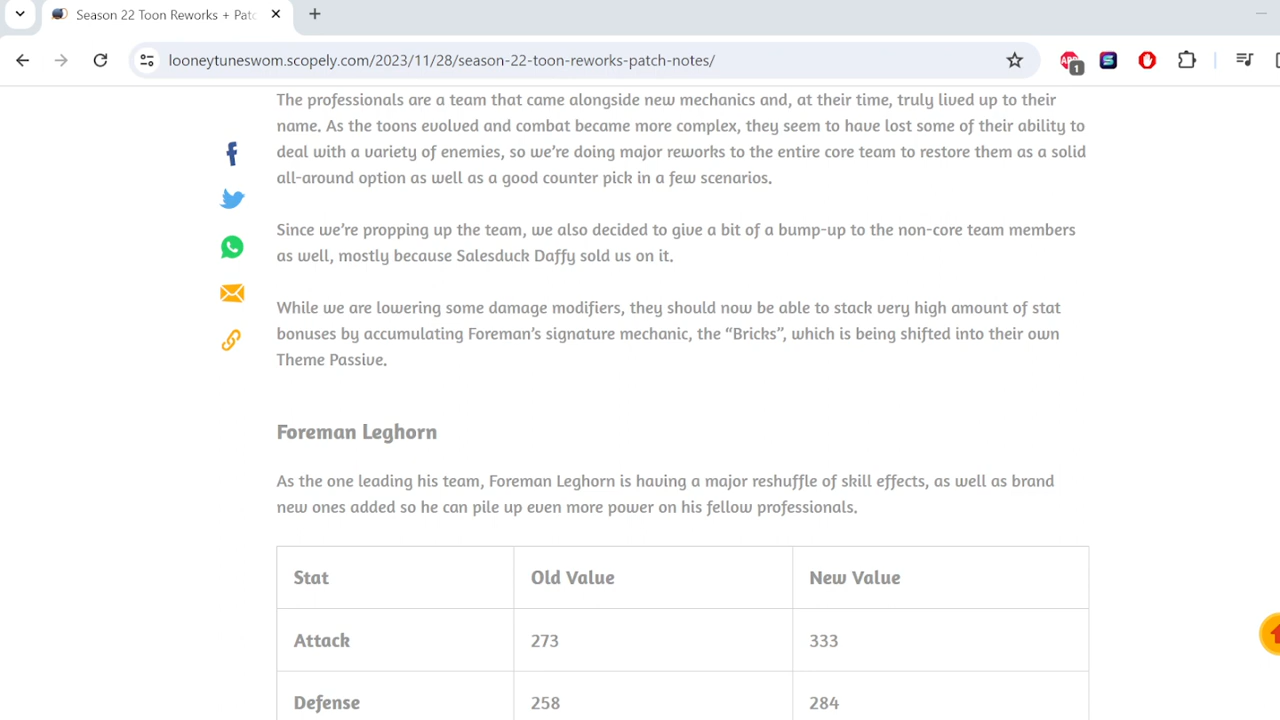 Season 22 Toon Reworks + Patc
looneytuneswom.scopely.com/2023/11/28/season-22-toon-reworks-patch-notes/
1
The professionals are a team that came alongside new mechanics and, at their time, truly lived up to their
name. As the toons evolved and combat became more complex, they seem to have lost some of their ability to
deal with a variety of enemies, so we’re doing major reworks to the entire core team to restore them as a solid
all-around option as well as a good counter pick in a few scenarios.
Since we’re propping up the team, we also decided to give a bit of a bump-up to the non-core team members
as well, mostly because Salesduck Daffy sold us on it.
While we are lowering some damage modifiers, they should now be able to stack very high amount of stat
bonuses by accumulating Foreman’s signature mechanic, the “Bricks”, which is being shifted into their own
Theme Passive.
Foreman Leghorn
As the one leading his team, Foreman Leghorn is having a major reshuffle of skill effects, as well as brand
new ones added so he can pile up even more power on his fellow professionals.
Stat Old Value New Value
Attack 273 333
Defense 258 284